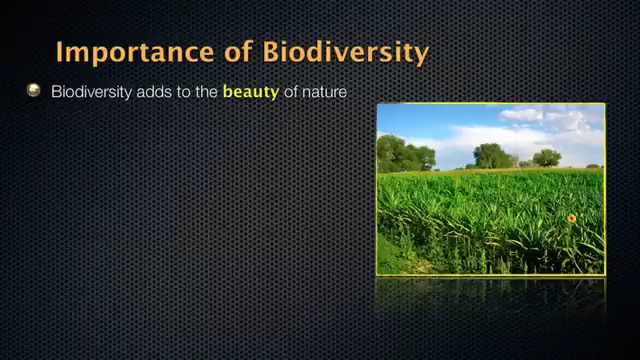 Importance of Biodiversity
Biodiversity adds to the beauty of nature